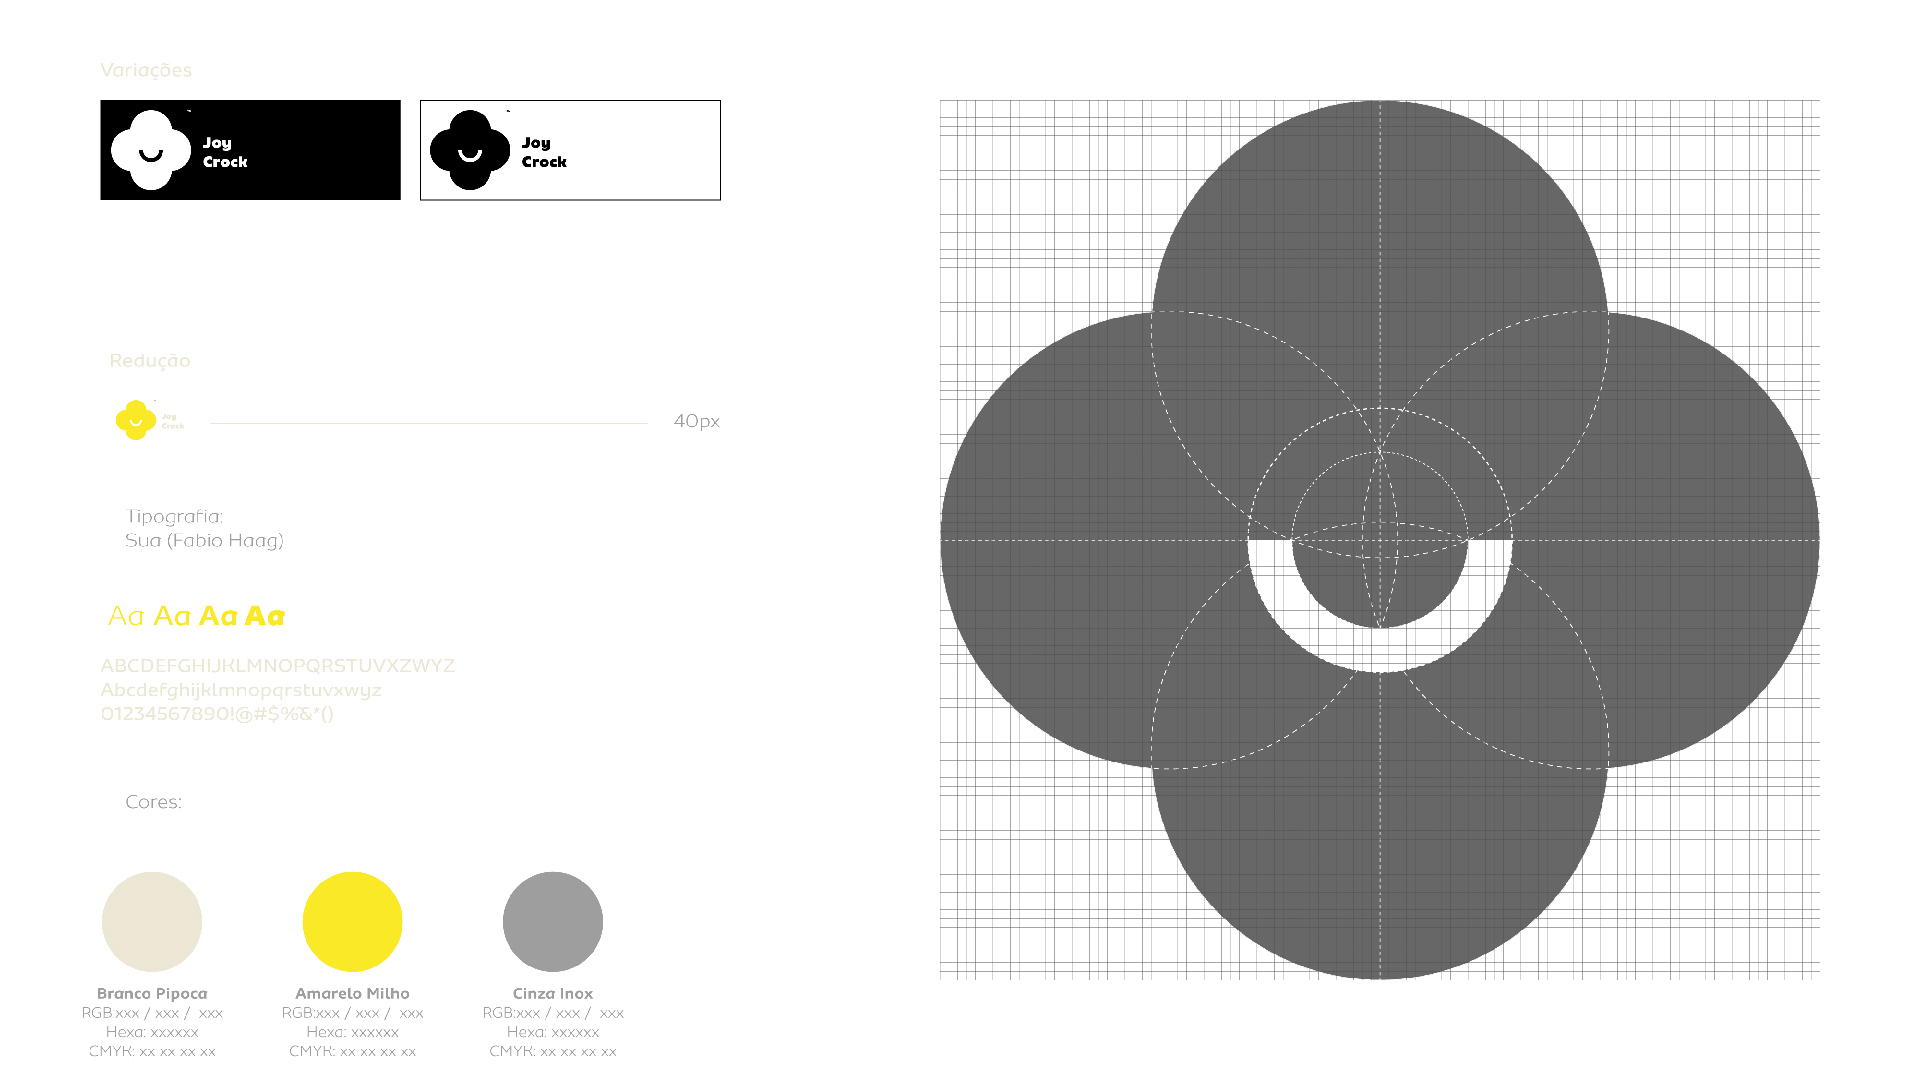 Variações
Joy
Crock
Joy
Crock
Redução
Joy
Crock
40px
Tipografia:
Sua (Fabio Haag)
Aa Aa Aa Aa
ABCDEFGHIJKLMNOPQRSTUVXZWYZ
Abcdefghijklmnopqrstuvxwyz
01234567890!@#$%&*()
Cores:
Branco Pipoca
RGB:xxx / xxx / xxx
Hexa: xxxxxx
CMYK: xx xx xx xx
Amarelo Milho
RGB:xxx / xxx / xxx
Hexa: xxxxxx
CMYK: xx xx xx xx
Cinza Inox
RGB:xxx / xxx / xxx
Hexa: xxxxxx
CMYK: xx xx xx xx